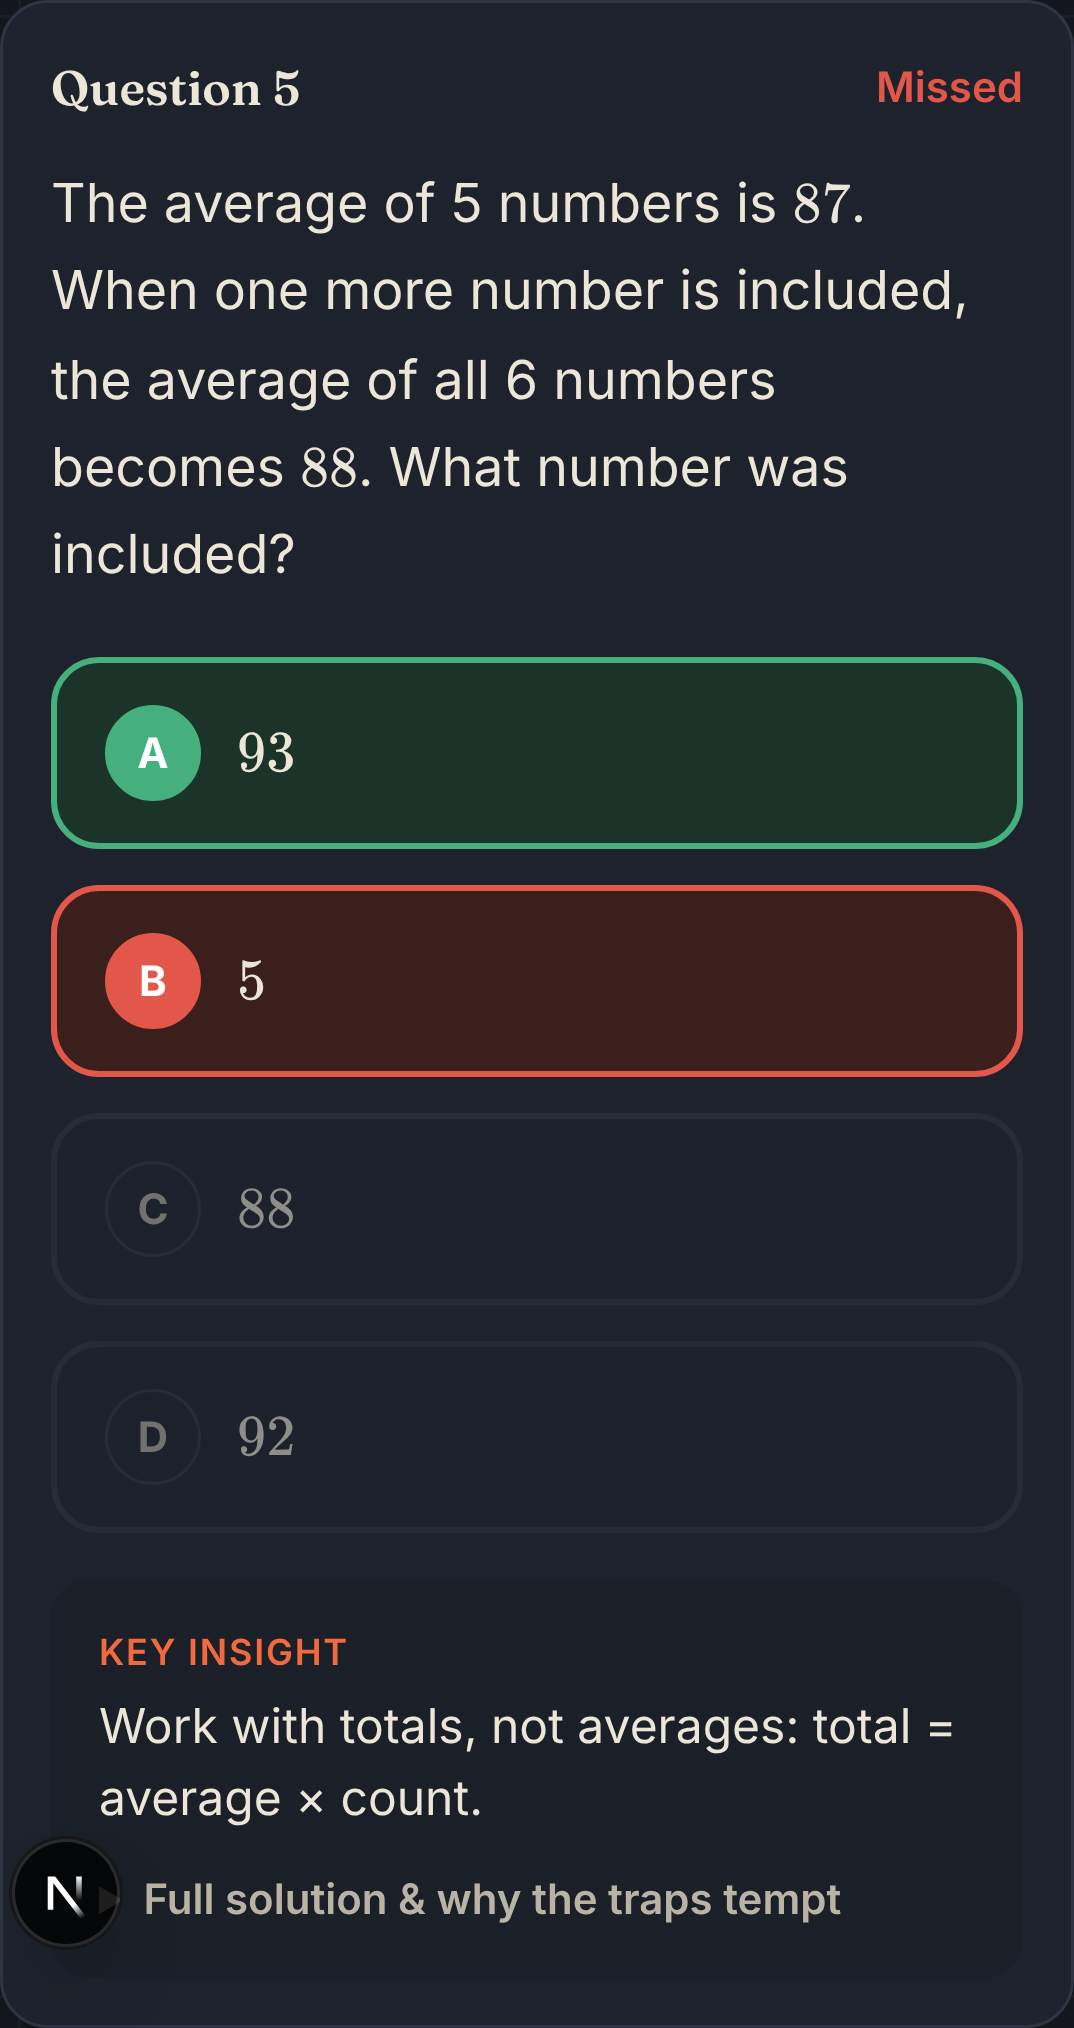 Question 5
Missed
The average of 5 numbers is 87.
When one more number is included,
the average of all 6 numbers
becomes 88. What number was
included?
A 93
B 5
C 88
D 92
KEY INSIGHT
Work with totals, not averages: total =
average × count.
N
Full solution & why the traps tempt